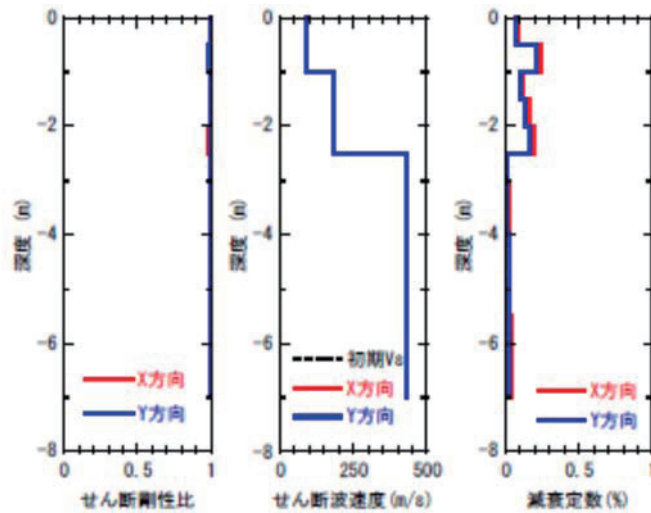 0
-2
-4
-6
-8
深度 (m)
X方向
Y方向
0 0.5 1
せん断剛性比
0
-2
-4
-6
-8
深度 (m)
初期Vs
X方向
Y方向
0 250 500
せん断波速度(m/s)
0
-2
-4
-6
-8
深度 (m)
X方向
Y方向
0 0.5 1
減衰定数(%)